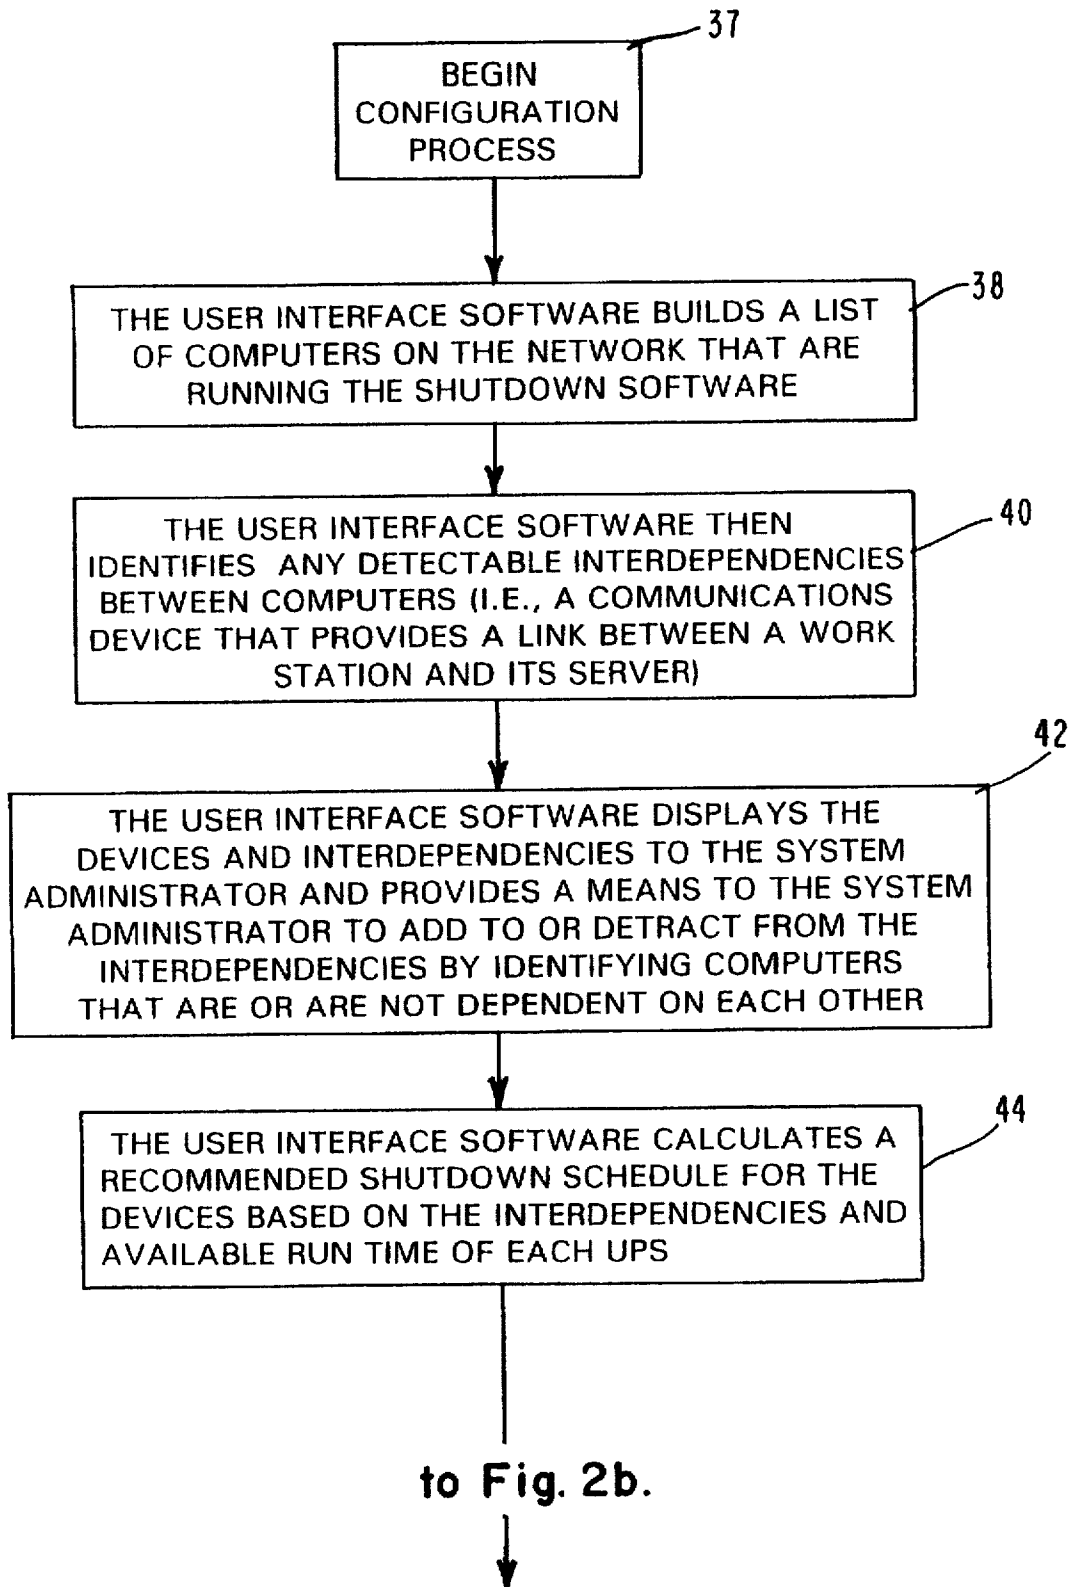 37
BEGIN
CONFIGURATION
PROCESS
38
THE USER INTERFACE SOFTWARE BUILDS A LIST
OF COMPUTERS ON THE NETWORK THAT ARE
RUNNING THE SHUTDOWN SOFTWARE
40
THE USER INTERFACE SOFTWARE THEN
IDENTIFIES ANY DETECTABLE INTERDEPENDENCIES
BETWEEN COMPUTERS (I.E., A COMMUNICATIONS
DEVICE THAT PROVIDES A LINK BETWEEN A WORK
STATION AND ITS SERVER)
42
THE USER INTERFACE SOFTWARE DISPLAYS THE
DEVICES AND INTERDEPENDENCIES TO THE SYSTEM
ADMINISTRATOR AND PROVIDES A MEANS TO THE SYSTEM
ADMINISTRATOR TO ADD TO OR DETRACT FROM THE
INTERDEPENDENCIES BY IDENTIFYING COMPUTERS
THAT ARE OR ARE NOT DEPENDENT ON EACH OTHER
44
THE USER INTERFACE SOFTWARE CALCULATES A
RECOMMENDED SHUTDOWN SCHEDULE FOR THE
DEVICES BASED ON THE INTERDEPENDENCIES AND
AVAILABLE RUN TIME OF EACH UPS
to Fig. 2b.